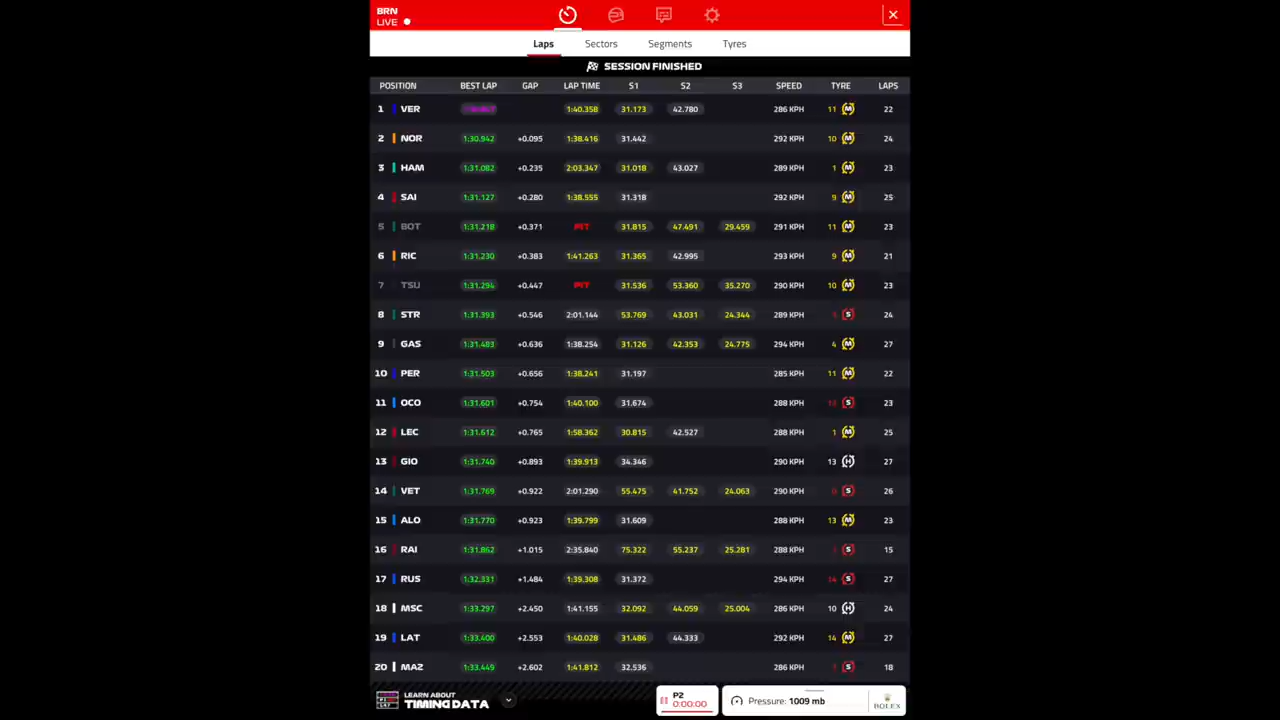 BRN
LIVE
Laps Sectors Segments Tyres
SESSION FINISHED
POSITION BEST LAP GAP LAP TIME S1 S2 S3 SPEED TYRE LAPS
1 VER 1:40.358 31.173 42.780 286 KPH 11 M 22
2 NOR 1:30.942 +0.095 1:38.416 31.442 292 KPH 10 M 24
3 HAM 1:31.082 +0.235 2:03.347 31.018 43.027 289 KPH 1 M 23
4 SAI 1:31.127 +0.280 1:38.555 31.318 292 KPH 9 M 25
5 BOT 1:31.218 +0.371 PIT 31.815 47.491 29.459 291 KPH 11 M 23
6 RIC 1:31.230 +0.383 1:41.263 31.365 42.995 293 KPH 9 M 21
7 TSU 1:31.294 +0.447 PIT 31.536 53.360 35.270 290 KPH 10 M 23
8 STR 1:31.393 +0.546 2:01.144 53.769 43.031 24.344 289 KPH S 24
9 GAS 1:31.483 +0.636 1:38.254 31.126 42.353 24.775 294 KPH 4 M 27
10 PER 1:31.503 +0.656 1:38.241 31.197 285 KPH 11 M 22
11 OCO 1:31.601 +0.754 1:40.100 31.674 288 KPH S 23
12 LEC 1:31.612 +0.765 1:58.362 30.815 42.527 288 KPH 1 M 25
13 GIO 1:31.740 +0.893 1:39.913 34.346 290 KPH 13 H 27
14 VET 1:31.769 +0.922 2:01.290 55.475 41.752 24.063 290 KPH S 26
15 ALO 1:31.770 +0.923 1:39.799 31.609 288 KPH 13 M 23
16 RAI 1:31.862 +1.015 2:35.840 75.322 55.237 25.281 288 KPH S 15
17 RUS 1:32.331 +1.484 1:39.308 31.372 294 KPH 14 S 27
18 MSC 1:33.297 +2.450 1:41.155 32.092 44.059 25.004 286 KPH 10 H 24
19 LAT 1:33.400 +2.553 1:40.028 31.486 44.333 292 KPH 14 M 27
20 MAZ 1:33.449 +2.602 1:41.812 32.536 286 KPH S 18
LEARN ABOUT
TIMING DATA
P2
0:00:00
Pressure: 1009 mb
ROLEX